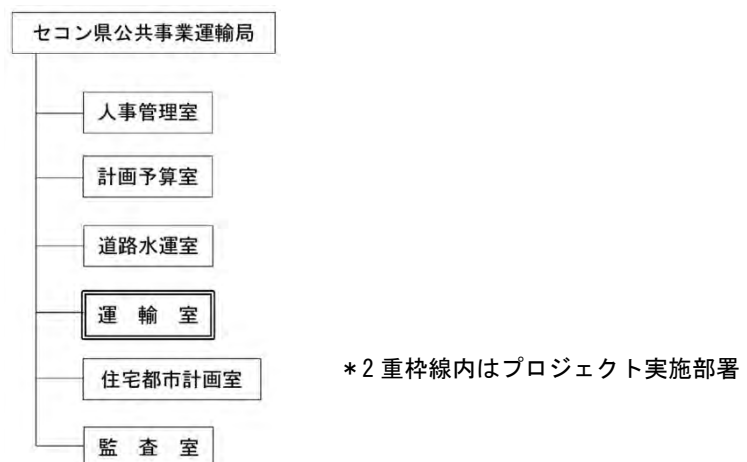 セコン県公共事業運輸局
人事管理室
計画予算室
道路水運室
運 輸 室
住宅都市計画室
*2重枠線内はプロジェクト実施部署
監 査 室